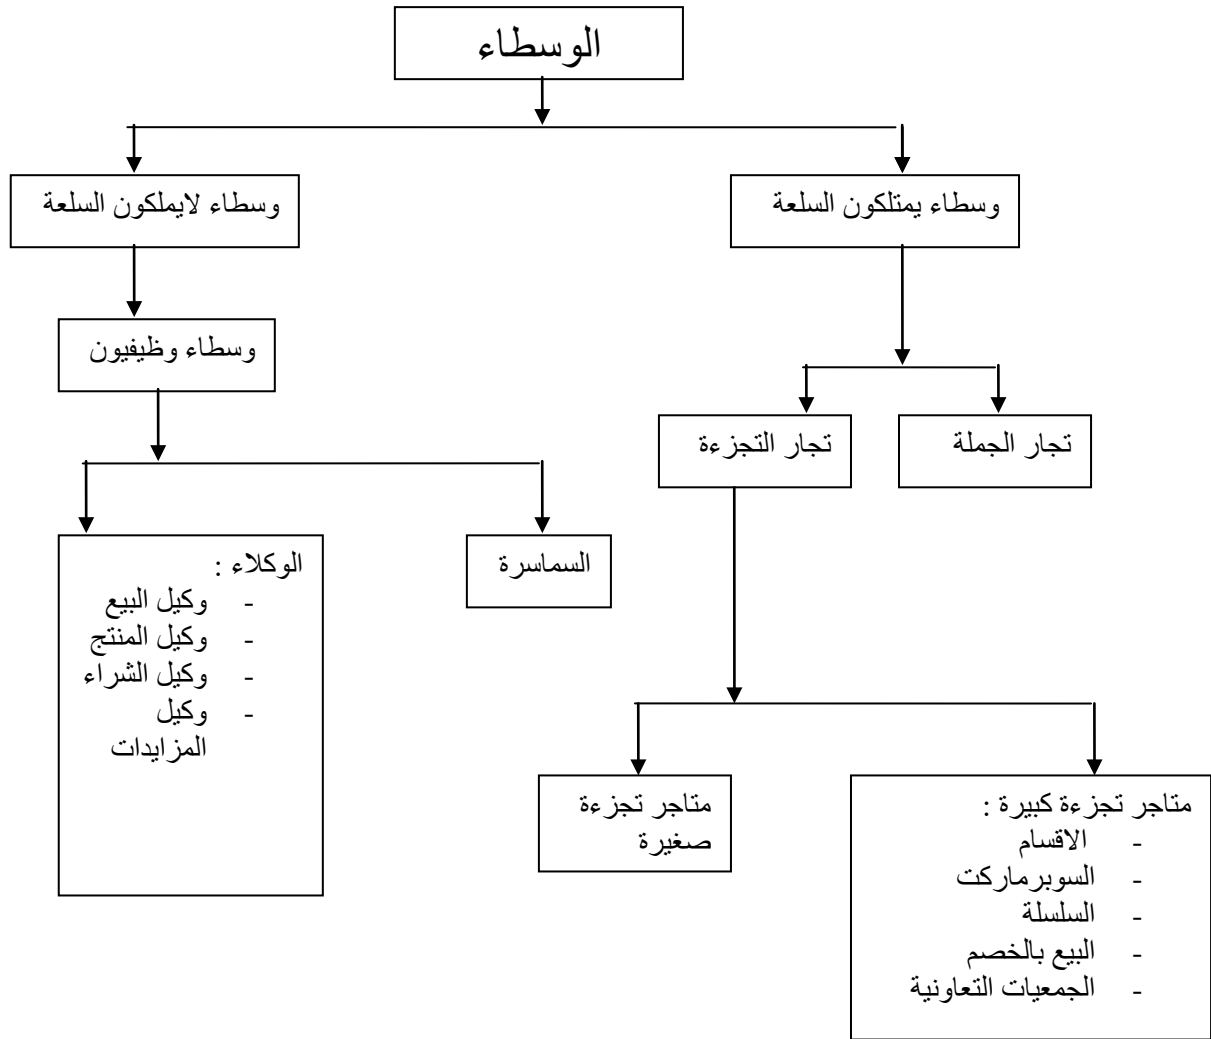 الوسطاء
وسطاء يمتلكون السلعة
وسطاء لايملكون السلعة
وسطاء وظيفيون
تجار الجملة
تجار التجزءة
السماسرة
الوكلاء :
- وكيل البيع
- وكيل المنتج
- وكيل الشراء
- وكيل
المزايدات
متاجر تجزءة كبيرة :
- الاقسام
- السوبرماركت
- السلسلة
- البيع بالخصم
- الجمعيات التعاونية
متاجر تجزءة
صغيرة